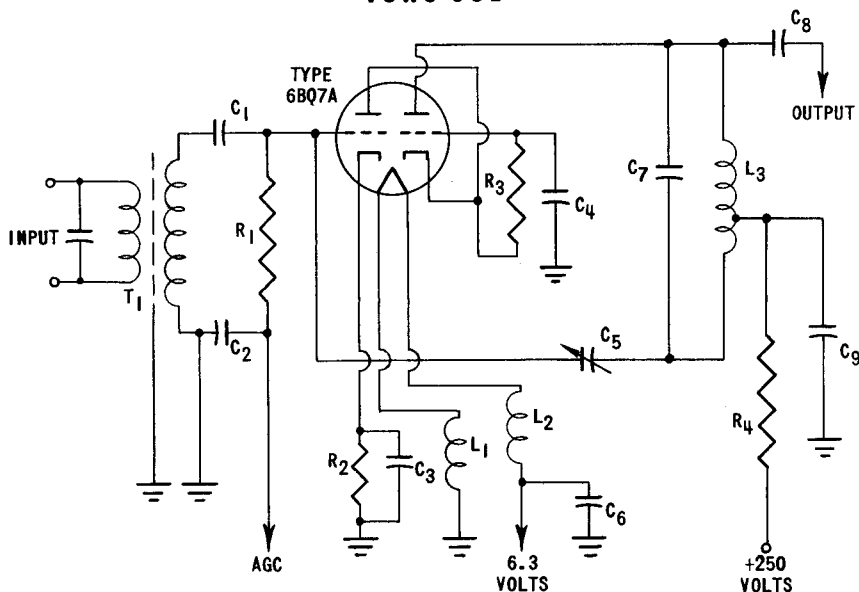 C8
TYPE
6BQ7A
OUTPUT
C1
C7
L3
R3
C4
INPUT
R1
T1
C2
C5
C9
L2
R4
L1
R2
C3
C6
AGC
6.3
VOLTS
+250
VOLTS